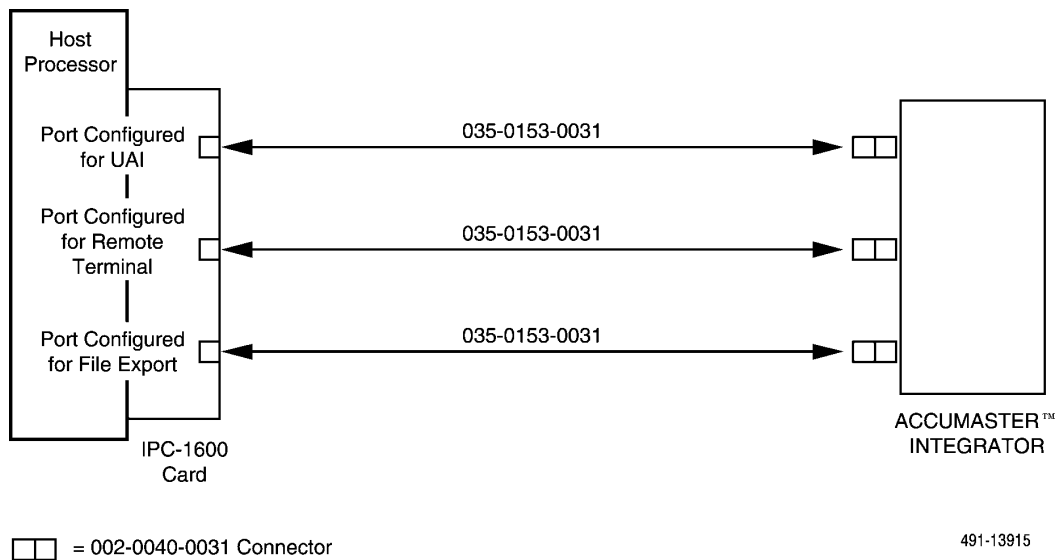 Host
Processor
Port Configured
for UAI
035-0153-0031
Port Configured
for Remote
Terminal
035-0153-0031
Port Configured
for File Export
035-0153-0031
ACCUMASTER™
INTEGRATOR
IPC-1600
Card
= 002-0040-0031 Connector
491-13915